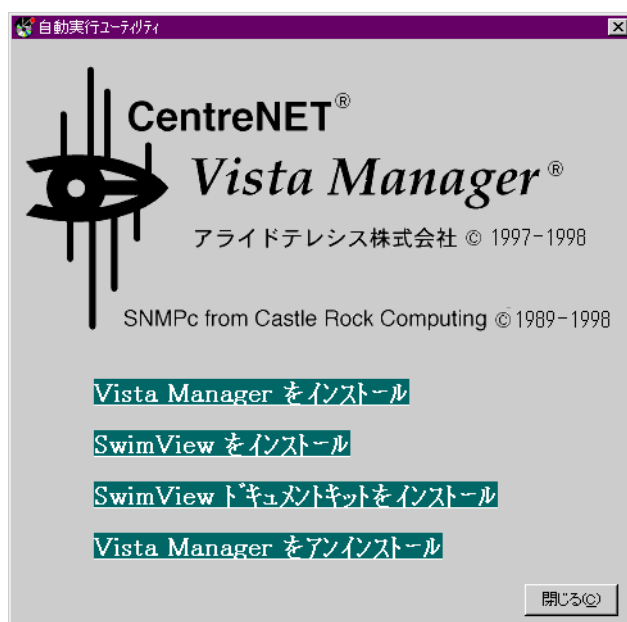 自動実行ﾕｰﾃｨﾘﾃｨ
CentreNET®
Vista Manager®
アライドテレシス株式会社 © 1997-1998
SNMPc from Castle Rock Computing ©1989-1998
Vista Manager をｲﾝｽﾄｰﾙ
SwimView をｲﾝｽﾄｰﾙ
SwimView ﾄﾞｷｭﾒﾝﾄｷｯﾄをｲﾝｽﾄｰﾙ
Vista Manager をｱﾝｲﾝｽﾄｰﾙ
閉じる(C)